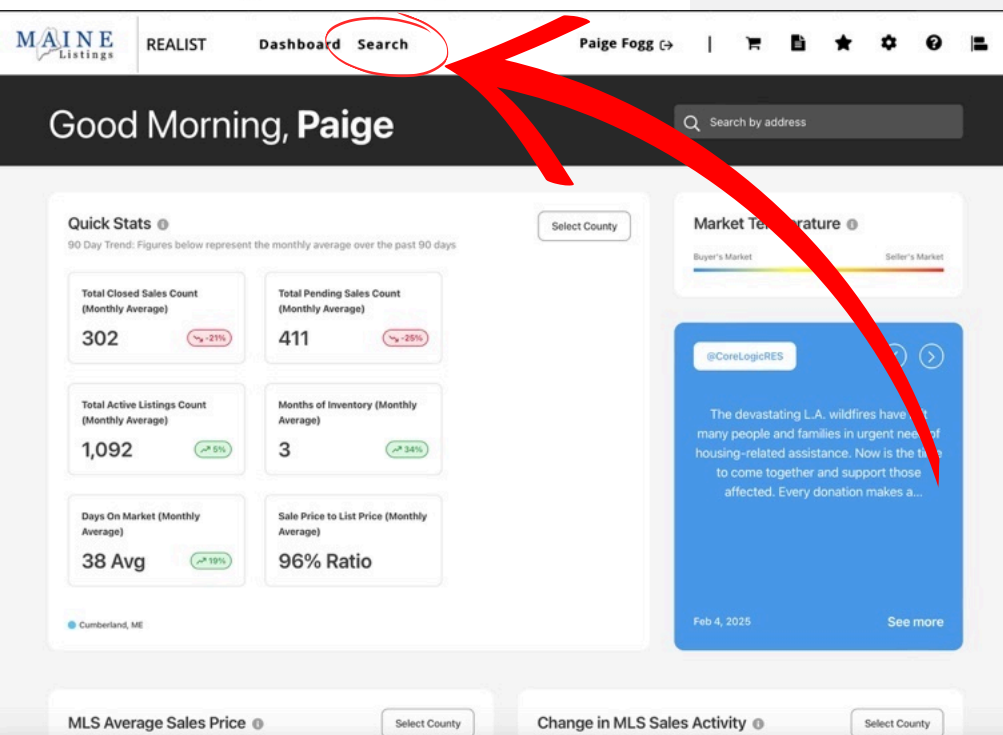 MAINE
Listings
REALIST
Dashboard Search
Paige Fogg
Good Morning, Paige
Search by address
Quick Stats
90 Day Trend: Figures below represent the monthly average over the past 90 days
Select County
Total Closed Sales Count
(Monthly Average)
302 -21%
Total Pending Sales Count
(Monthly Average)
411 -25%
Total Active Listings Count
(Monthly Average)
1,092 5%
Months of Inventory (Monthly
Average)
3 34%
Days On Market (Monthly
Average)
38 Avg 19%
Sale Price to List Price (Monthly
Average)
96% Ratio
Cumberland, ME
Market
Buyer's Market Seller's Market
@CoreLogicRES
The devastating L.A. wildfires have
many people and families in urgent need of
housing-related assistance. Now is the time
to come together and support those
affected. Every donation makes a...
Feb 4, 2025
See more
MLS Average Sales Price
Select County
Change in MLS Sales Activity
Select County